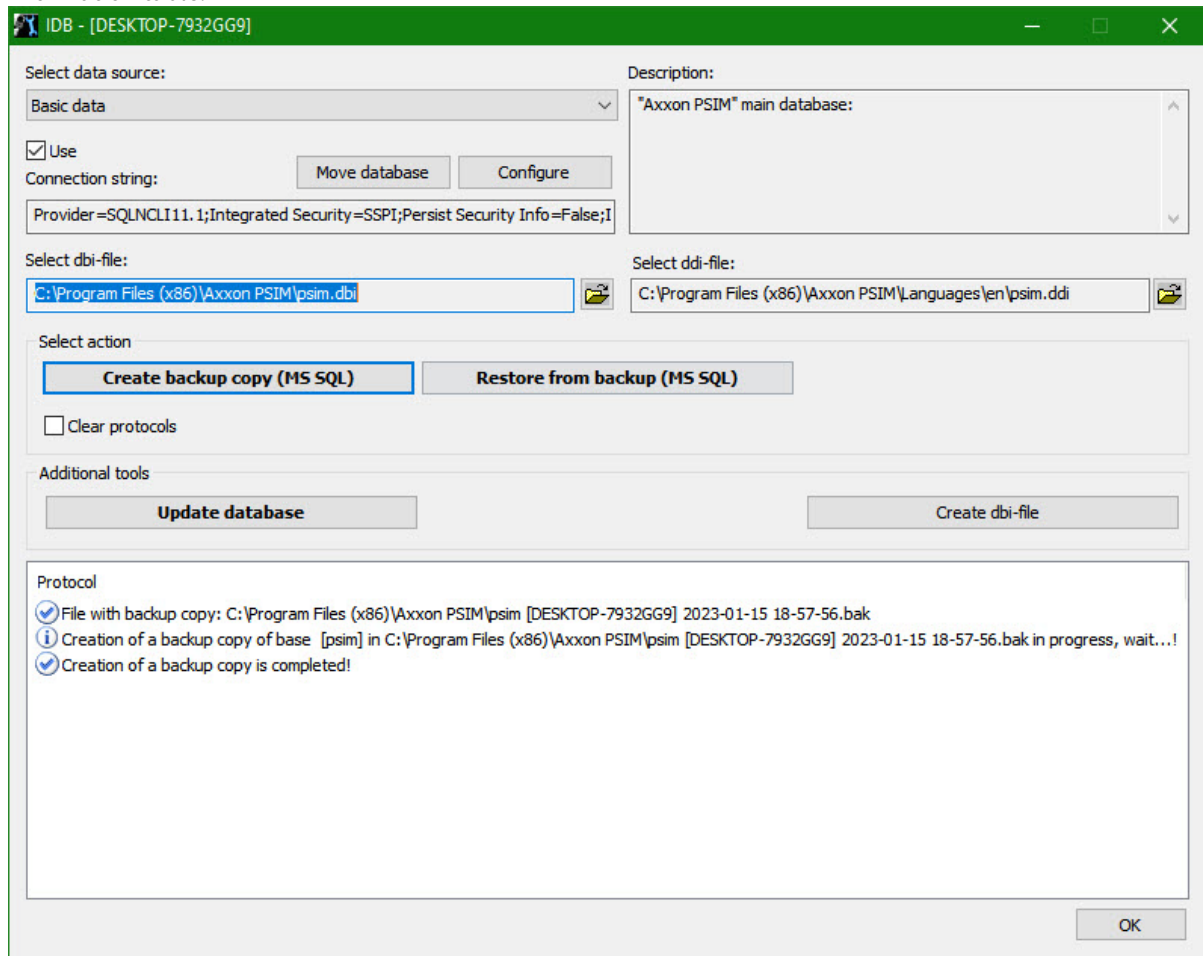 IDB - [DESKTOP-7932GG9]
Select data source:
Description:
Basic data
"Axxon PSIM" main database:
Use
Connection string:
Move database
Configure
Provider=SQLNCLI11.1;Integrated Security=SSPI;Persist Security Info=False;I
Select dbi-file:
Select ddi-file:
C:\Program Files (x86)\Axxon PSIM\psim.dbi
C:\Program Files (x86)\Axxon PSIM\Languages\en\psim.ddi
Select action
Create backup copy (MS SQL)
Restore from backup (MS SQL)
Clear protocols
Additional tools
Update database
Create dbi-file
Protocol
File with backup copy: C:\Program Files (x86)\Axxon PSIM\psim [DESKTOP-7932GG9] 2023-01-15 18-57-56.bak
Creation of a backup copy of base  [psim] in C:\Program Files (x86)\Axxon PSIM\psim [DESKTOP-7932GG9] 2023-01-15 18-57-56.bak in progress, wait...!
Creation of a backup copy is completed!
OK